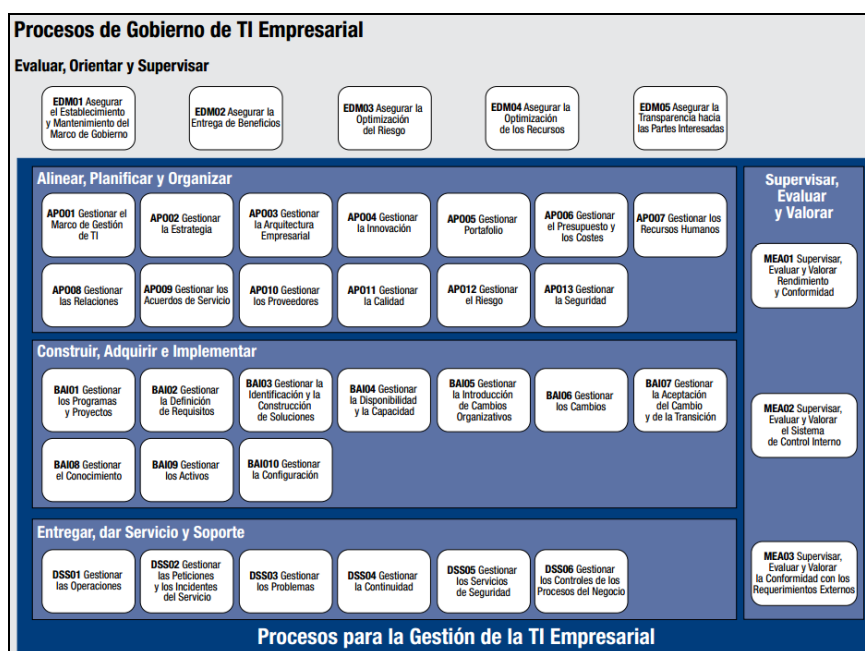 Procesos de Gobierno de TI Empresarial
Evaluar, Orientar y Supervisar
EDM01 Asegurar
el Establecimiento
y Mantenimiento del
Marco de Gobierno
EDM02 Asegurar la
Entrega de Beneficios
EDM03 Asegurar la
Optimización
del Riesgo
EDM04 Asegurar la
Optimización
de los Recursos
EDM05 Asegurar la
Transparencia hacia
las Partes Interesadas
Alinear, Planificar y Organizar
APO01 Gestionar el
Marco de Gestión
de TI
APO02 Gestionar
la Estrategia
APO03 Gestionar
la Arquitectura
Empresarial
APO04 Gestionar
la Innovación
APO05 Gestionar
Portafolio
APO06 Gestionar
el Presupuesto y
los Costes
APO07 Gestionar los
Recursos Humanos
APO08 Gestionar
las Relaciones
APO09 Gestionar los
Acuerdos de Servicio
APO10 Gestionar
los Proveedores
APO11 Gestionar
la Calidad
APO12 Gestionar
el Riesgo
APO13 Gestionar
la Seguridad
Construir, Adquirir e Implementar
BAI01 Gestionar
los Programas
y Proyectos
BAI02 Gestionar
la Definición
de Requisitos
BAI03 Gestionar la
Identificación y la
Construcción
de Soluciones
BAI04 Gestionar
la Disponibilidad
y la Capacidad
BAI05 Gestionar
la Introducción
de Cambios
Organizativos
BAI06 Gestionar
los Cambios
BAI07 Gestionar
la Aceptación
del Cambio
y de la Transición
BAI08 Gestionar
el Conocimiento
BAI09 Gestionar
los Activos
BAI010 Gestionar
la Configuración
Entregar, dar Servicio y Soporte
DSS01 Gestionar
las Operaciones
DSS02 Gestionar
las Peticiones
y los Incidentes
del Servicio
DSS03 Gestionar
los Problemas
DSS04 Gestionar
la Continuidad
DSS05 Gestionar
los Servicios
de Seguridad
DSS06 Gestionar
los Controles de los
Procesos del Negocio
Supervisar,
Evaluar
y Valorar
MEA01 Supervisar,
Evaluar y Valorar
Rendimiento
y Conformidad
MEA02 Supervisar,
Evaluar y Valorar
el Sistema
de Control Interno
MEA03 Supervisar,
Evaluar y Valorar
la Conformidad con los
Requerimientos Externos
Procesos para la Gestión de la TI Empresarial